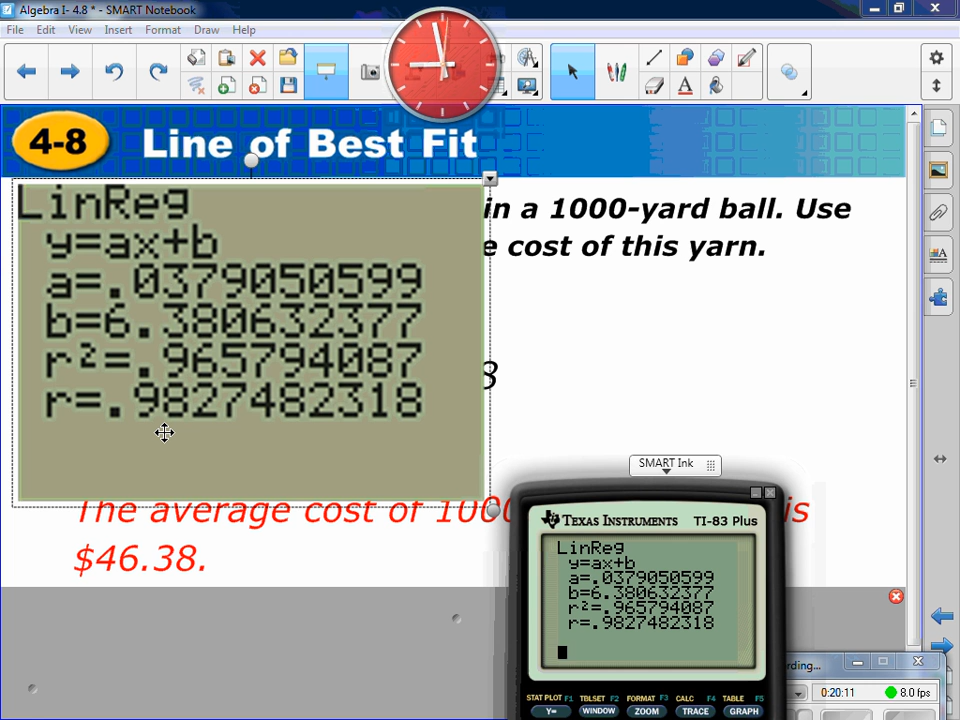 Algebra I- 4.8 * - SMART Notebook
File Edit View Insert Format Draw Help
4-8 Line of Best Fit
in a 1000-yard ball. Use
cost of this yarn.
LinReg
y=ax+b
a=.0379050599
b=6.380632377
r²=.965794087
r=.9827482318
8
SMART Ink
The average cost of 100
is
$46.38.
TEXAS INSTRUMENTS TI-83 Plus
LinReg
y=ax+b
a=.0379050599
b=6.380632377
r²=.965794087
r=.9827482318
STAT PLOT F1 TBLSET F2 FORMAT F3 CALC F4 TABLE F5
Y= WINDOW ZOOM TRACE GRAPH
rding...
0:20:11 8.0 fps